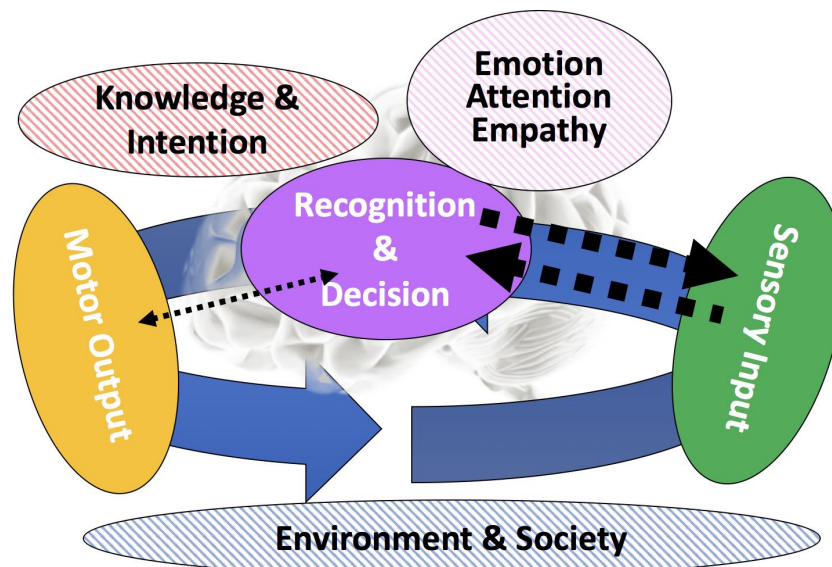 Knowledge &
Intention
Emotion
Attention
Empathy
Recognition
&
Decision
Motor Output
Sensory Input
Environment & Society